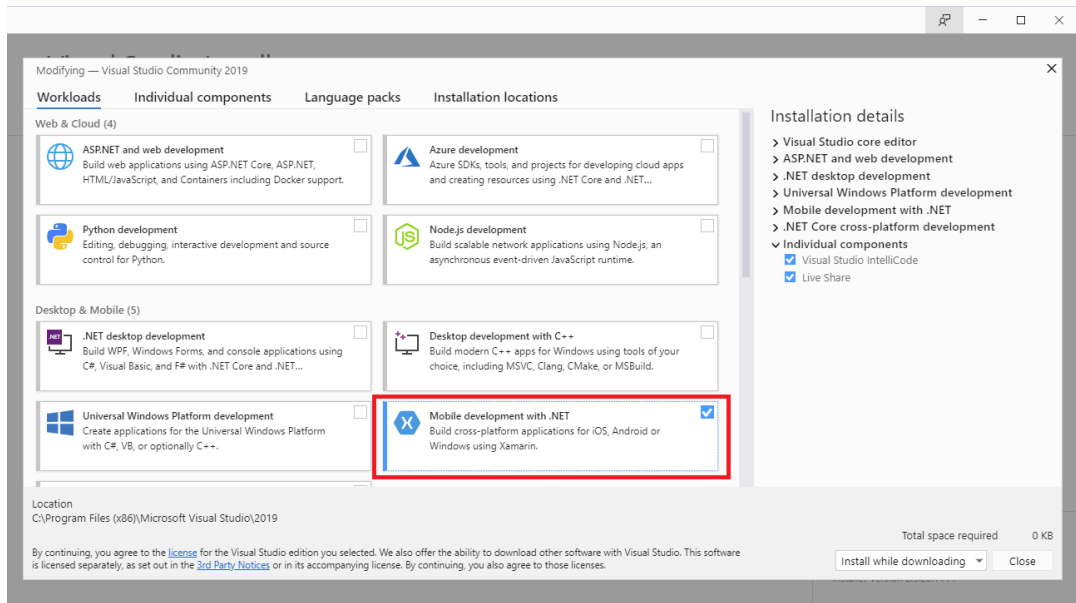 Modifying — Visual Studio Community 2019
Workloads
Individual components
Language packs
Installation locations
Web & Cloud (4)
ASP.NET and web development
Build web applications using ASP.NET Core, ASP.NET,
HTML/JavaScript, and Containers including Docker support.
Azure development
Azure SDKs, tools, and projects for developing cloud apps
and creating resources using .NET Core and .NET...
Python development
Editing, debugging, interactive development and source
control for Python.
Node.js development
Build scalable network applications using Node.js, an
asynchronous event-driven JavaScript runtime.
Desktop & Mobile (5)
.NET
.NET desktop development
Build WPF, Windows Forms, and console applications using
C#, Visual Basic, and F# with .NET Core and .NET...
Desktop development with C++
Build modern C++ apps for Windows using tools of your
choice, including MSVC, Clang, CMake, or MSBuild.
Universal Windows Platform development
Create applications for the Universal Windows Platform
with C#, VB, or optionally C++.
Mobile development with .NET
Build cross-platform applications for iOS, Android or
Windows using Xamarin.
Installation details
Visual Studio core editor
ASP.NET and web development
.NET desktop development
Universal Windows Platform development
Mobile development with .NET
.NET Core cross-platform development
Individual components
Visual Studio IntelliCode
Live Share
Location
C:\Program Files (x86)\Microsoft Visual Studio\2019
Total space required 0 KB
By continuing, you agree to the license for the Visual Studio edition you selected. We also offer the ability to download other software with Visual Studio. This software
is licensed separately, as set out in the 3rd Party Notices or in its accompanying license. By continuing, you also agree to those licenses.
Install while downloading
Close